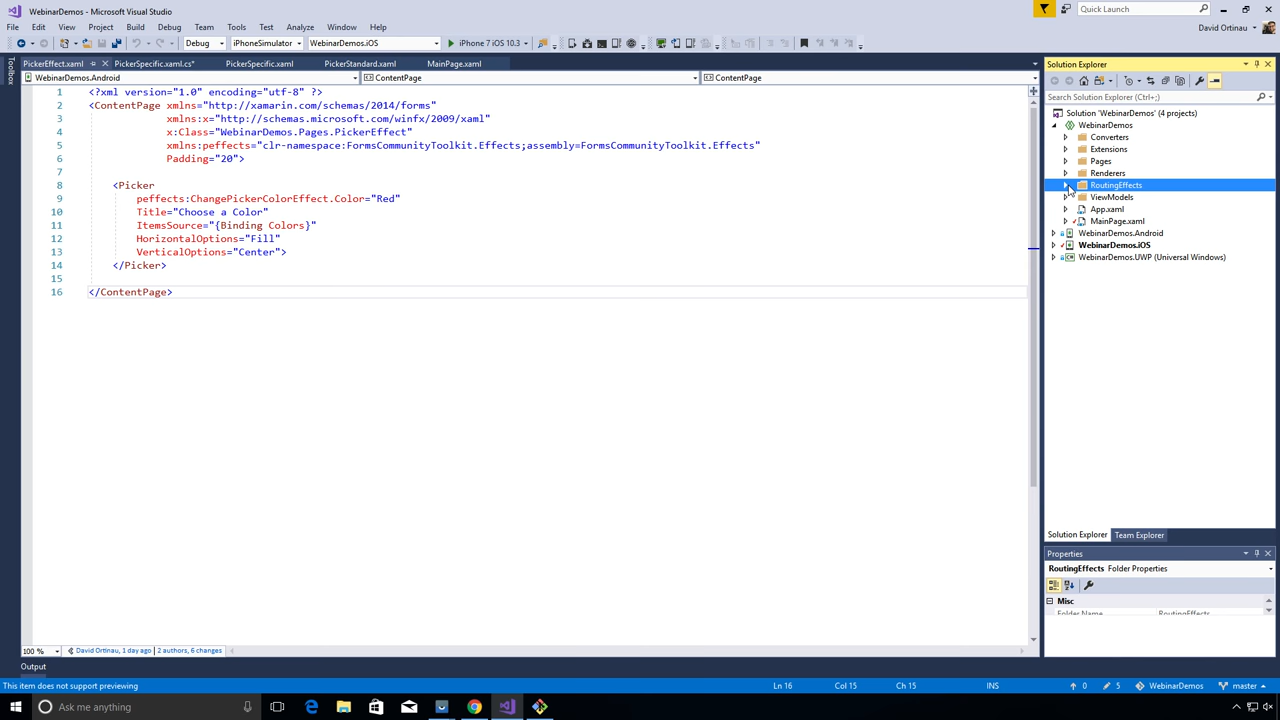 WebinarDemos - Microsoft Visual Studio
Quick Launch
File Edit View Project Build Debug Team Tools Test Analyze Window Help
David Ortinau
Debug iPhoneSimulator WebinarDemos.iOS iPhone 7 iOS 10.3
Toolbox
PickerEffect.xaml PickerSpecific.xaml.cs* PickerSpecific.xaml PickerStandard.xaml MainPage.xaml
WebinarDemos.Android ContentPage ContentPage
1 <?xml version="1.0" encoding="utf-8" ?>
2 <ContentPage xmlns="http://xamarin.com/schemas/2014/forms"
3 xmlns:x="http://schemas.microsoft.com/winfx/2009/xaml"
4 x:Class="WebinarDemos.Pages.PickerEffect"
5 xmlns:peffects="clr-namespace:FormsCommunityToolkit.Effects;assembly=FormsCommunityToolkit.Effects"
6 Padding="20">
7
8 <Picker
9 peffects:ChangePickerColorEffect.Color="Red"
10 Title="Choose a Color"
11 ItemsSource="{Binding Colors}"
12 HorizontalOptions="Fill"
13 VerticalOptions="Center">
14 </Picker>
15
16 </ContentPage>
Solution Explorer
Search Solution Explorer (Ctrl+;)
Solution 'WebinarDemos' (4 projects)
WebinarDemos
Converters
Extensions
Pages
Renderers
RoutingEffects
ViewModels
App.xaml
MainPage.xaml
WebinarDemos.Android
WebinarDemos.iOS
WebinarDemos.UWP (Universal Windows)
Solution Explorer Team Explorer
Properties
RoutingEffects Folder Properties
Misc
Folder Name RoutingEffects
100 % David Ortinau, 1 day ago | 2 authors, 6 changes
Output
This item does not support previewing Ln 16 Col 15 Ch 15 INS 0 5 WebinarDemos master
Ask me anything